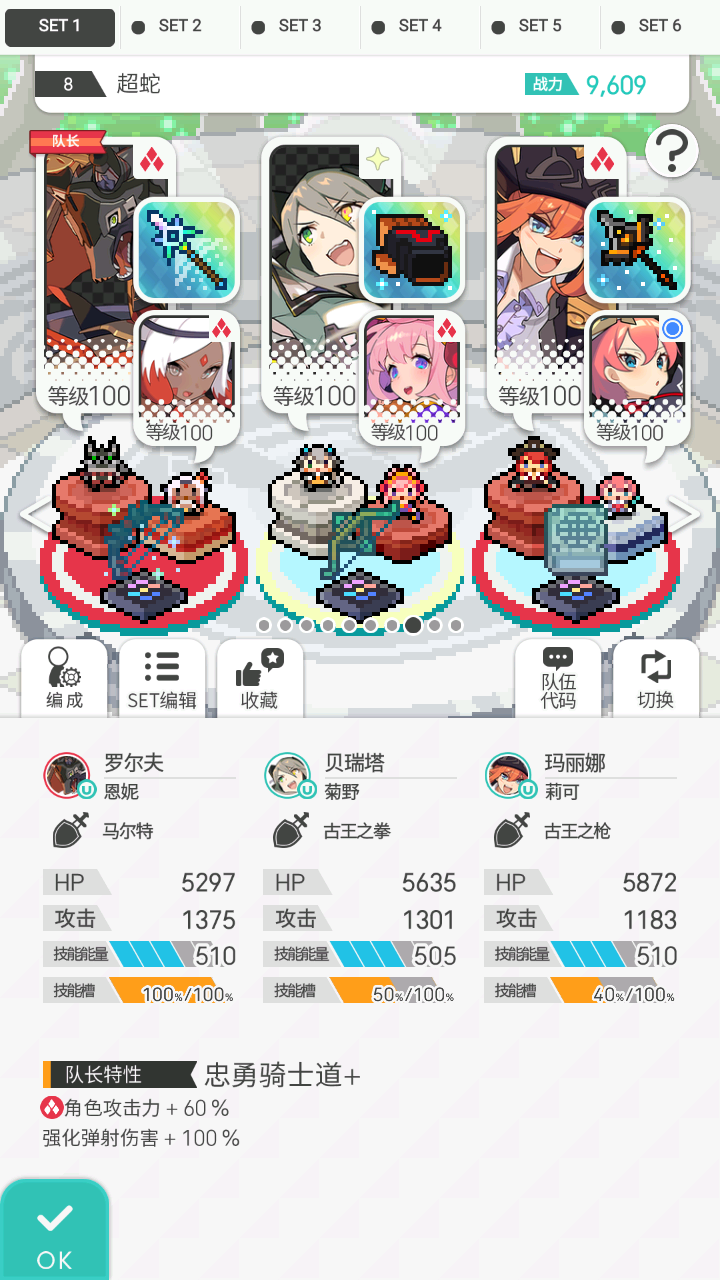 SET 1
SET 2
SET 3
SET 4
SET 5
SET 6
8
超蛇
战力 9,609
队长
?
等级100
等级100
等级100
等级100
等级100
等级100
编成
SET编辑
收藏
队伍
代码
切换
罗尔夫
恩妮
马尔特
HP 5297
攻击 1375
技能能量 510
技能槽 100%/100%
贝瑞塔
菊野
古王之拳
HP 5635
攻击 1301
技能能量 505
技能槽 50%/100%
玛丽娜
莉可
古王之枪
HP 5872
攻击 1183
技能能量 510
技能槽 40%/100%
队长特性 忠勇骑士道+
角色攻击力 + 60 %
强化弹射伤害 + 100 %
OK